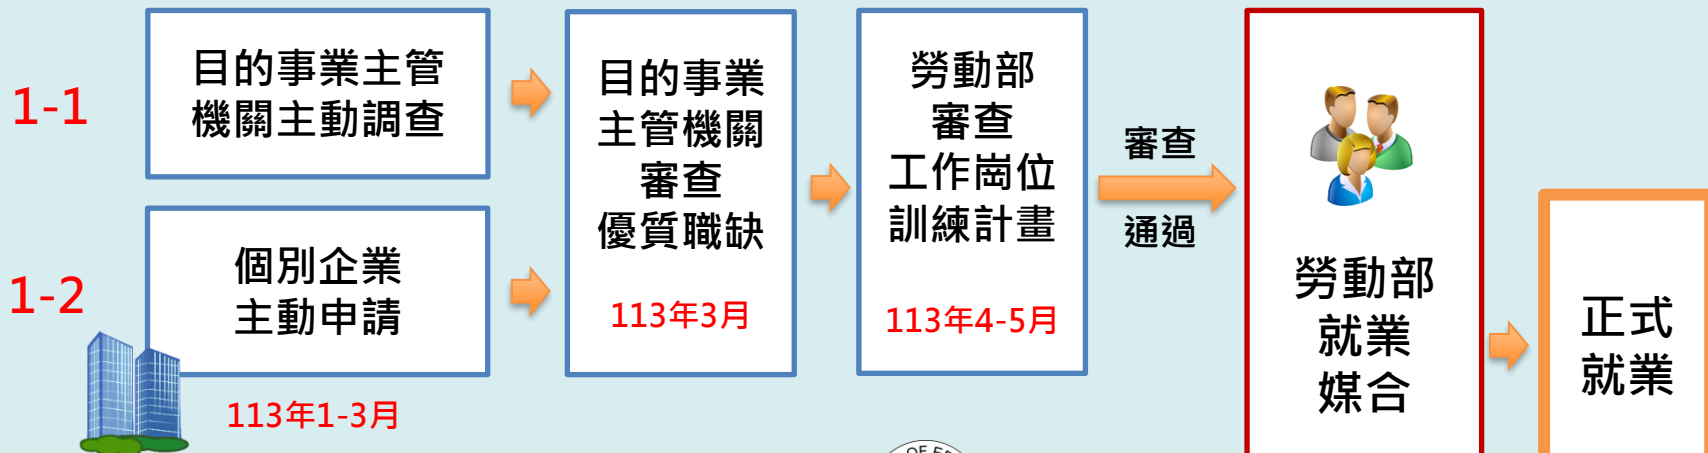 1-1
目的事業主管
機關主動調查
1-2
個別企業
主動申請
113年1-3月
目的事業
主管機關
審查
優質職缺
113年3月
勞動部
審查
工作崗位
訓練計畫
113年4-5月
審查
通過
勞動部
就業
媒合
正式
就業
OF